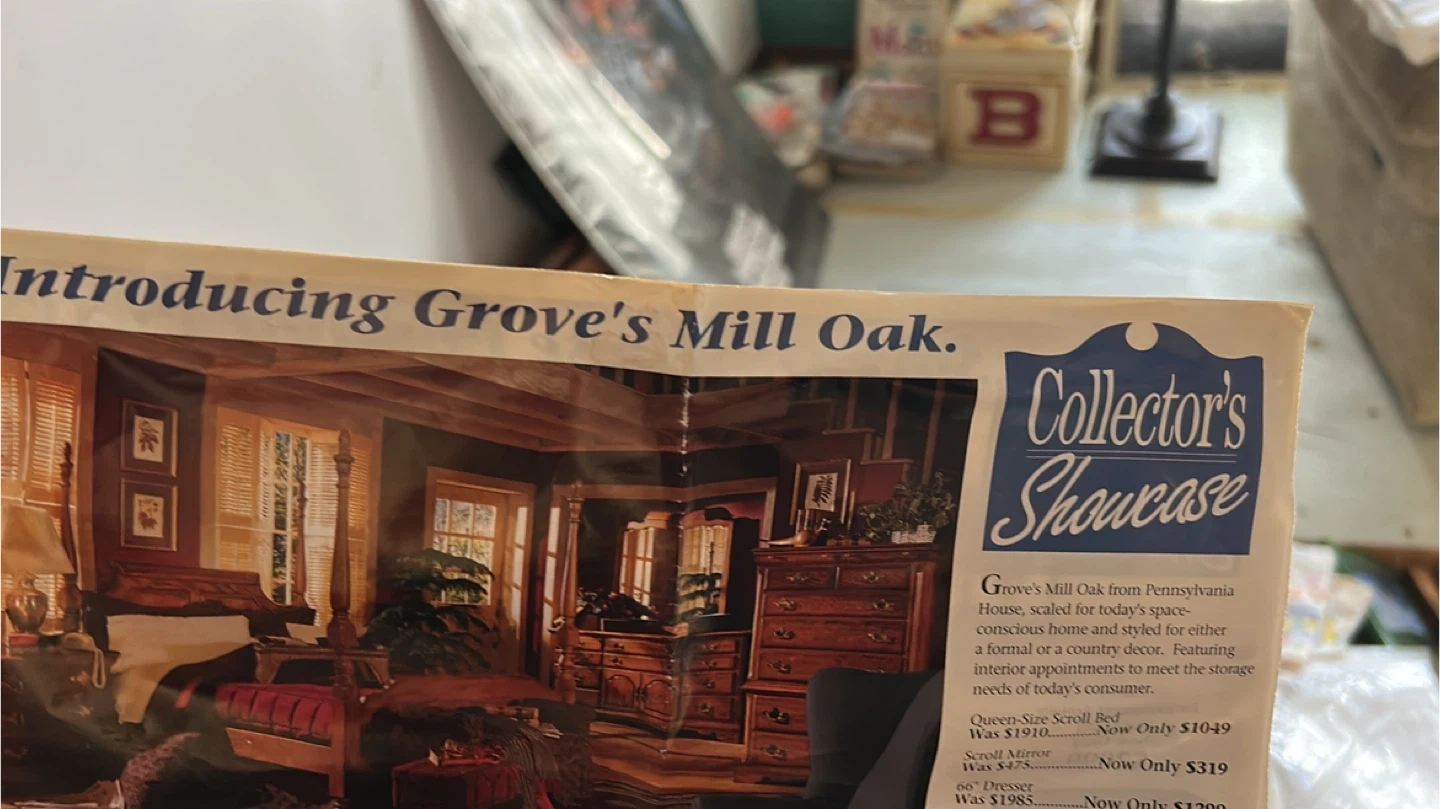 B
Introducing Grove's Mill Oak.
Collector's
Showcase
Grove's Mill Oak from Pennsylvania
House, scaled for today's space-
conscious home and styled for either
a formal or a country decor. Featuring
interior appointments to meet the storage
needs of today's consumer.
Queen-Size Scroll Bed
Was $1910............Now Only $1049
Scroll Mirror
Was $475..................Now Only $319
66" Dresser
Was $1985............Now Only $1299